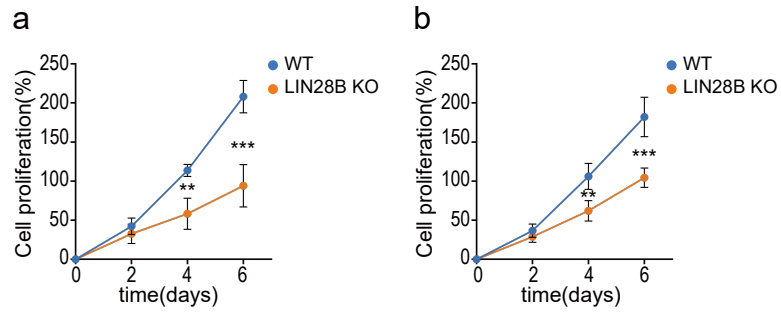 a
250
200
150
100
50
0
Cell proliferation(%)
0 2 4 6
time(days)
WT
LIN28B KO
**
***
b
250
200
150
100
50
0
Cell proliferation(%)
0 2 4 6
time(days)
WT
LIN28B KO
**
***